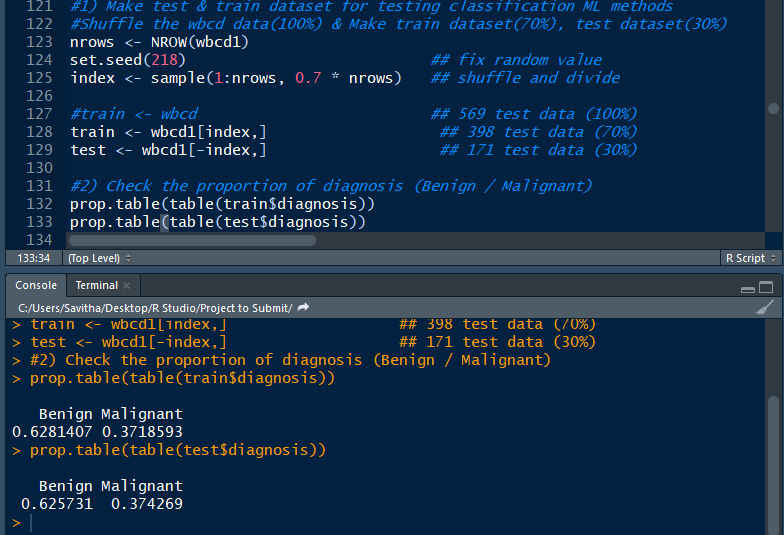 121 #1) Make test & train dataset for testing classification ML methods
122 #Shuffle the wbcd data(100%) & Make train dataset(70%), test dataset(30%)
123 nrows <- NROW(wbcd1)
124 set.seed(218) ## fix random value
125 index <- sample(1:nrows, 0.7 * nrows) ## shuffle and divide
126
127 #train <- wbcd ## 569 test data (100%)
128 train <- wbcd1[index,] ## 398 test data (70%)
129 test <- wbcd1[-index,] ## 171 test data (30%)
130
131 #2) Check the proportion of diagnosis (Benign / Malignant)
132 prop.table(table(train$diagnosis))
133 prop.table(table(test$diagnosis))
134
133:34 (Top Level) R Script
Console Terminal
C:/Users/Savitha/Desktop/R Studio/Project to Submit/
> train <- wbcd1[index,] ## 398 test data (70%)
> test <- wbcd1[-index,] ## 171 test data (30%)
> #2) Check the proportion of diagnosis (Benign / Malignant)
> prop.table(table(train$diagnosis))
Benign Malignant
0.6281407 0.3718593
> prop.table(table(test$diagnosis))
Benign Malignant
0.625731 0.374269
>